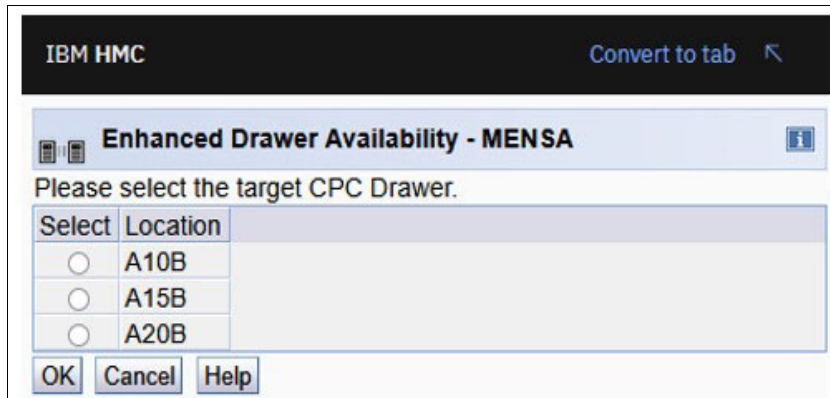 IBM HMC Convert to tab
Enhanced Drawer Availability - MENSA
Please select the target CPC Drawer.
Select Location
A10B
A15B
A20B
OK Cancel Help